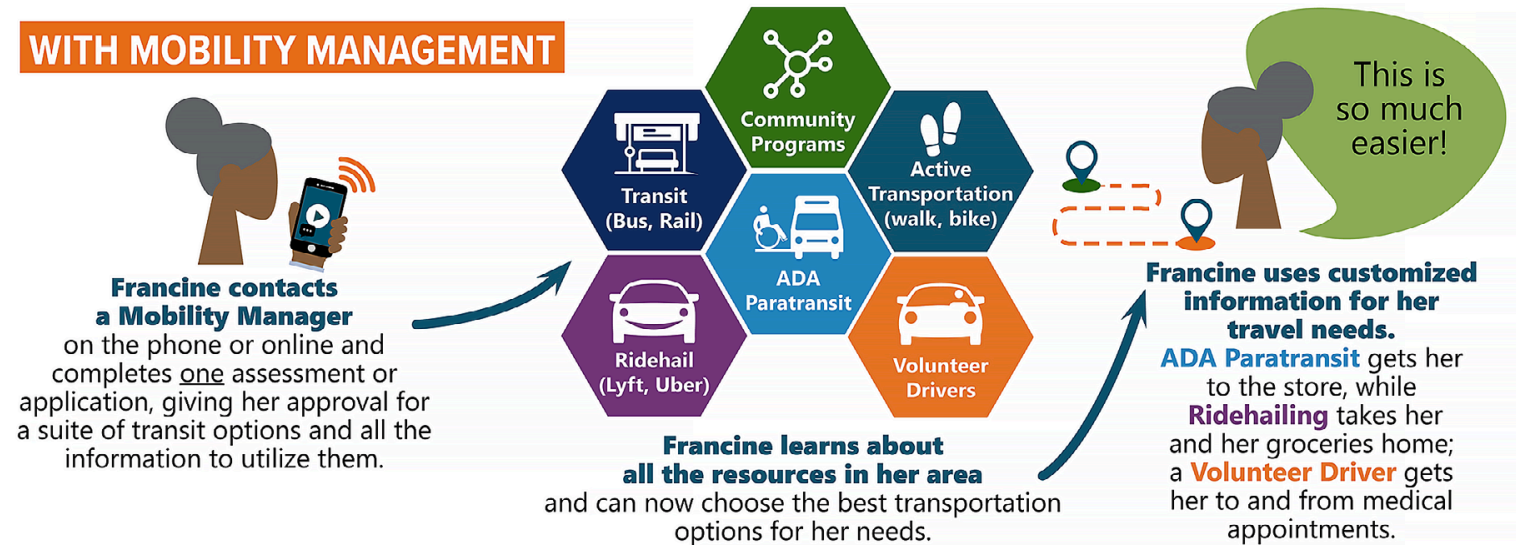 WITH MOBILITY MANAGEMENT
Francine contacts
a Mobility Manager
on the phone or online and
completes one assessment or
application, giving her approval for
a suite of transit options and all the
information to utilize them.
Community
Programs
Transit
(Bus, Rail)
Active
Transportation
(walk, bike)
ADA
Paratransit
Ridehail
(Lyft, Uber)
Volunteer
Drivers
Francine learns about
all the resources in her area
and can now choose the best transportation
options for her needs.
This is
so much
easier!
Francine uses customized
information for her
travel needs.
ADA Paratransit gets her
to the store, while
Ridehailing takes her
and her groceries home;
a Volunteer Driver gets
her to and from medical
appointments.